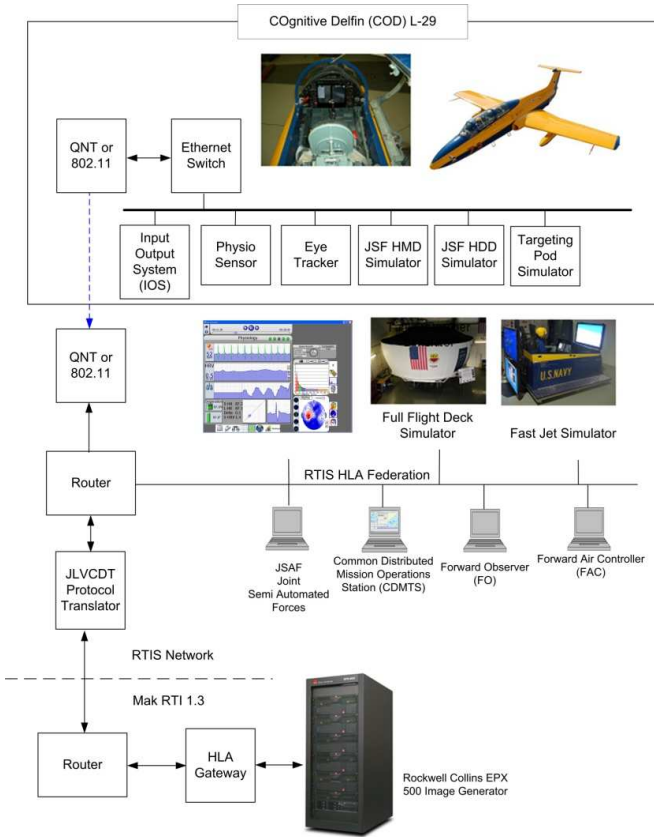 COgnitive Delfin (COD) L-29
QNT or
802.11
Ethernet
Switch
Input
Output
System
(IOS)
Physio
Sensor
Eye
Tracker
JSF HMD
Simulator
JSF HDD
Simulator
Targeting
Pod
Simulator
QNT or
802.11
Physiology
U.S.NAVY
Full Flight Deck
Simulator
Fast Jet Simulator
Router
RTIS HLA Federation
JSAF
Joint
Semi Automated
Forces
Common Distributed
Mission Operations
Station (CDMTS)
Forward Observer
(FO)
Forward Air Controller
(FAC)
JLVCDT
Protocol
Translator
RTIS Network
Mak RTI 1.3
Router
HLA
Gateway
Rockwell Collins EPX
500 Image Generator